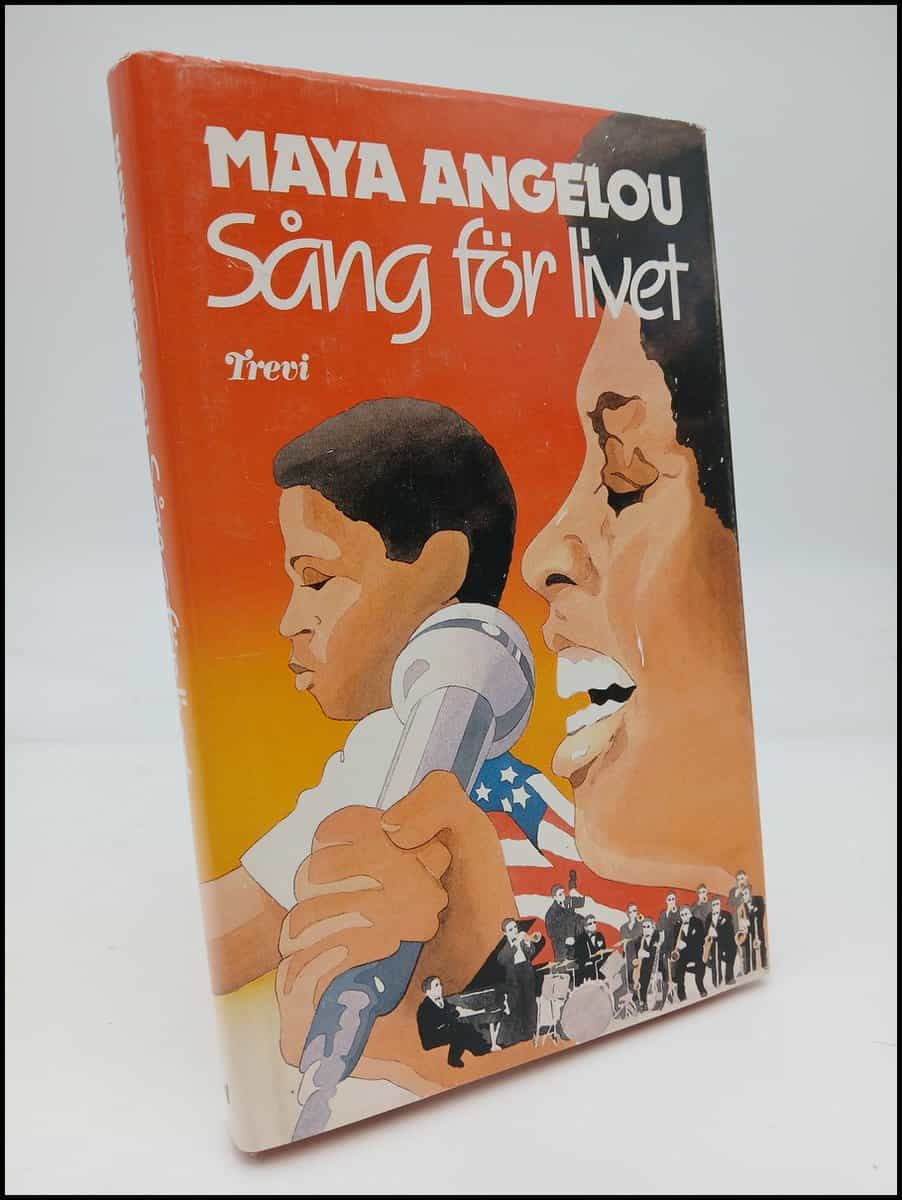 MAYA ANGELOU
Sång för livet
Trevi